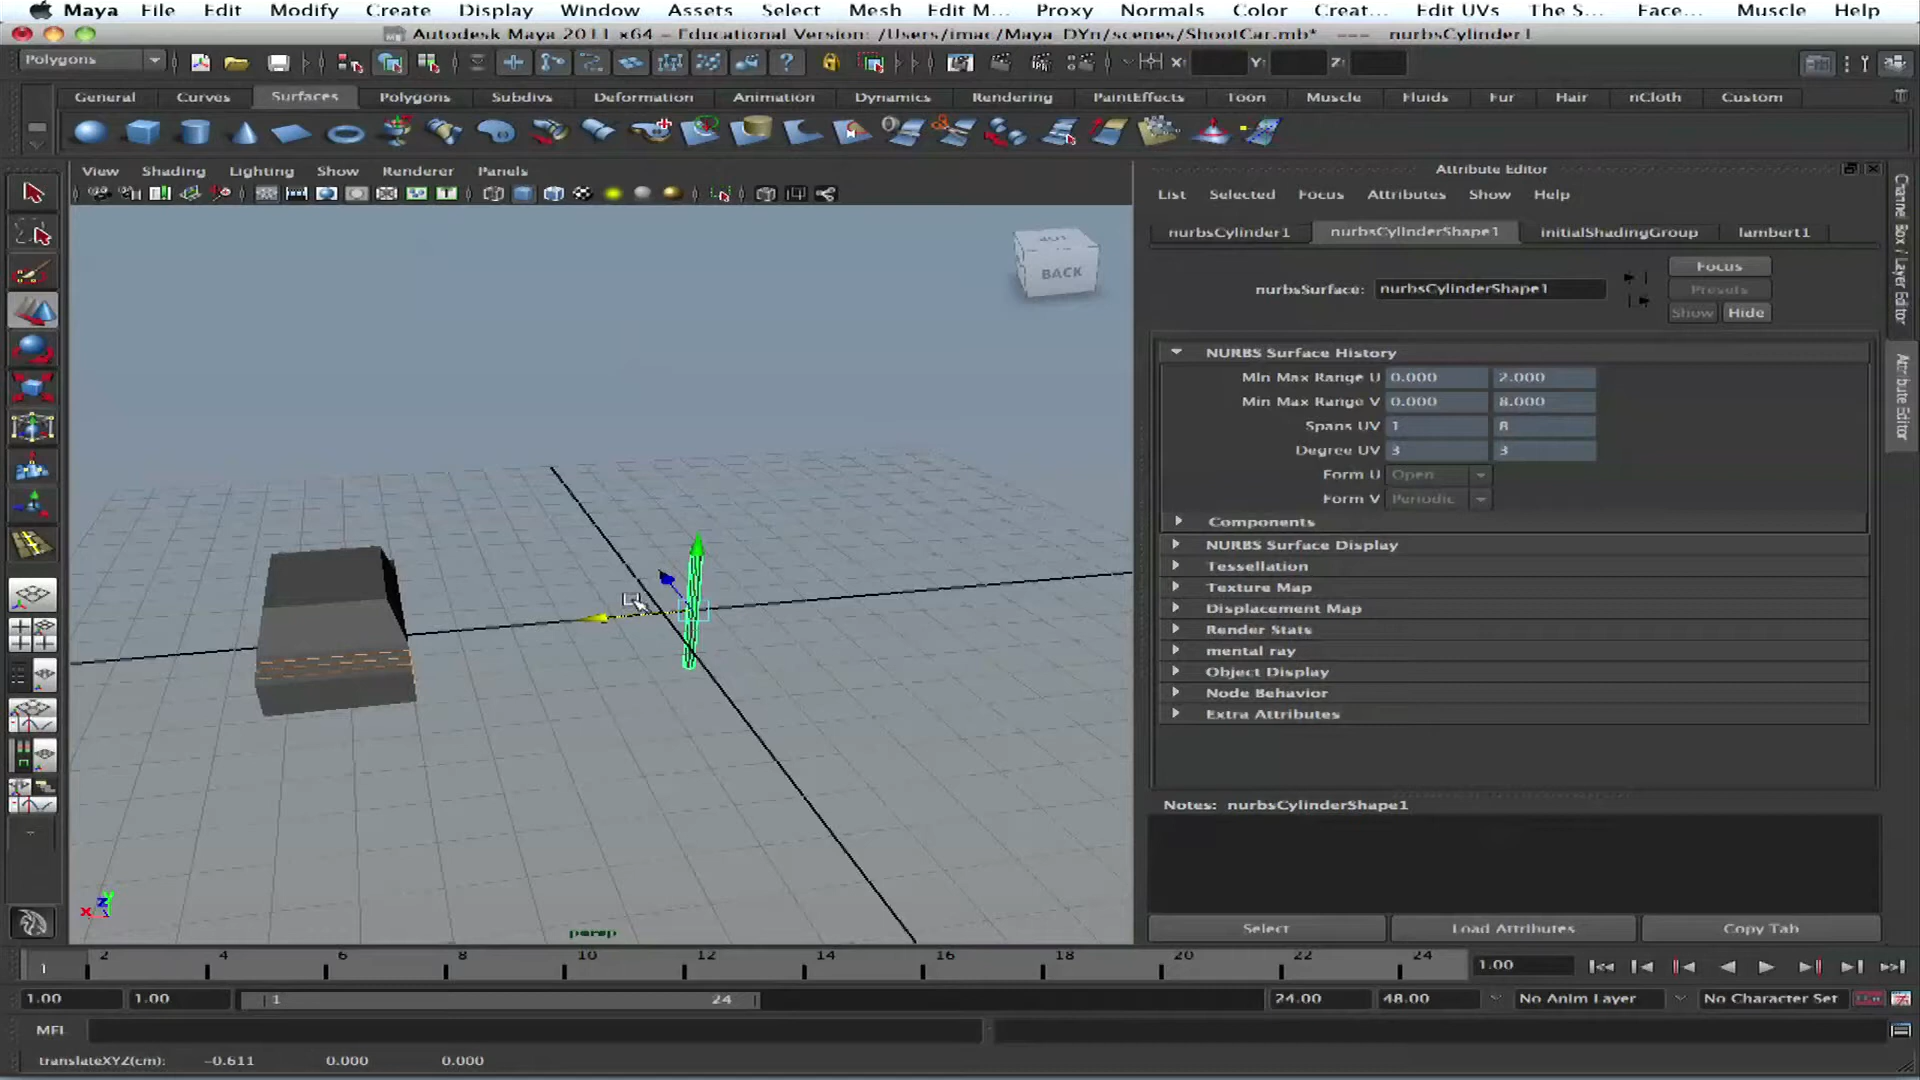 Maya File Edit Modify Create Display Window Assets Select Mesh Edit M... Proxy Normals Color Creat... Edit UVs The S... Face... Muscle Help
Autodesk Maya 2011 x64 – Educational Version: /Users/imac/Maya_DYn/scenes/ShootCar.mb* --- nurbsCylinder1
Polygons X: Y: Z:
General Curves Surfaces Polygons Subdivs Deformation Animation Dynamics Rendering PaintEffects Toon Muscle Fluids Fur Hair nCloth Custom
View Shading Lighting Show Renderer Panels
Attribute Editor
List Selected Focus Attributes Show Help
nurbsCylinder1 nurbsCylinderShape1 initialShadingGroup lambert1
Focus
nurbsSurface: nurbsCylinderShape1
Presets
Show Hide
NURBS Surface History
Min Max Range U 0.000 2.000
Min Max Range V 0.000 8.000
Spans UV 1 8
Degree UV 3 3
Form U Open
Form V Periodic
Components
NURBS Surface Display
Tessellation
Texture Map
Displacement Map
Render Stats
mental ray
Object Display
Node Behavior
Extra Attributes
Notes: nurbsCylinderShape1
Select Load Attributes Copy Tab
Channel Box / Layer Editor
Attribute Editor
BACK
Y
Z
X
persp
1 2 4 6 8 10 12 14 16 18 20 22 24 1.00
1.00 1.00 1 24 24.00 48.00 No Anim Layer No Character Set
MEL
translateXYZ(cm): -0.611 0.000 0.000